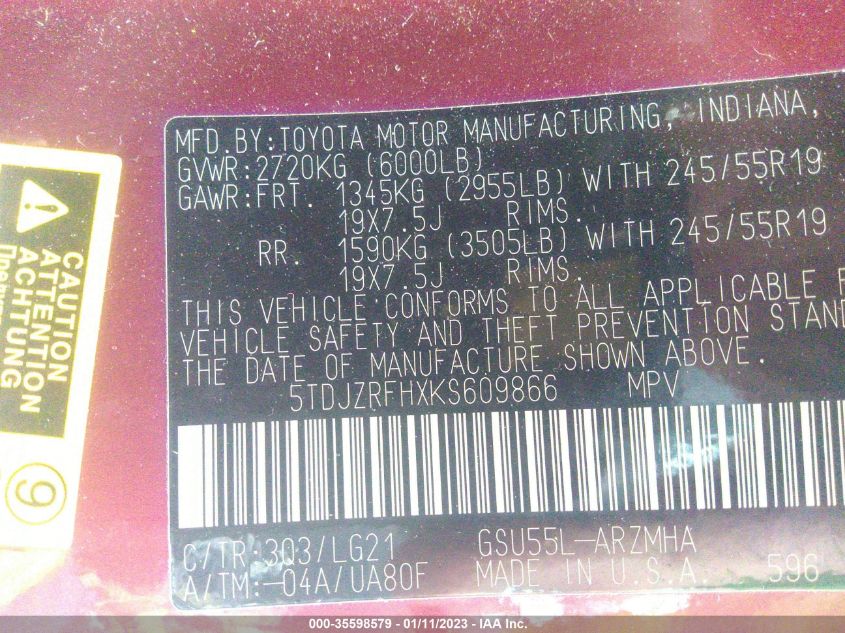 MFD.BY:TOYOTA MOTOR MANUFACTURING, INDIANA,
GVWR:2720KG (6000LB)
GAWR:FRT. 1345KG (2955LB) WITH 245/55R19
19X7.5J RIMS.
RR. 1590KG (3505LB) WITH 245/55R19
19X7.5J RIMS.
THIS VEHICLE CONFORMS TO ALL APPLICABLE F
VEHICLE SAFETY AND THEFT PREVENTION STAND
THE DATE OF MANUFACTURE SHOWN ABOVE.
5TDJZRFHXKS609866 MPV
C/TR:3Q3/LG21 GSU55L-ARZMHA
A/TM:-04A/UA80F MADE IN U.S.A. 596
CAUTION
ATTENTION
ACHTUNG
9
000-35598579 - 01/11/2023 - IAA Inc.